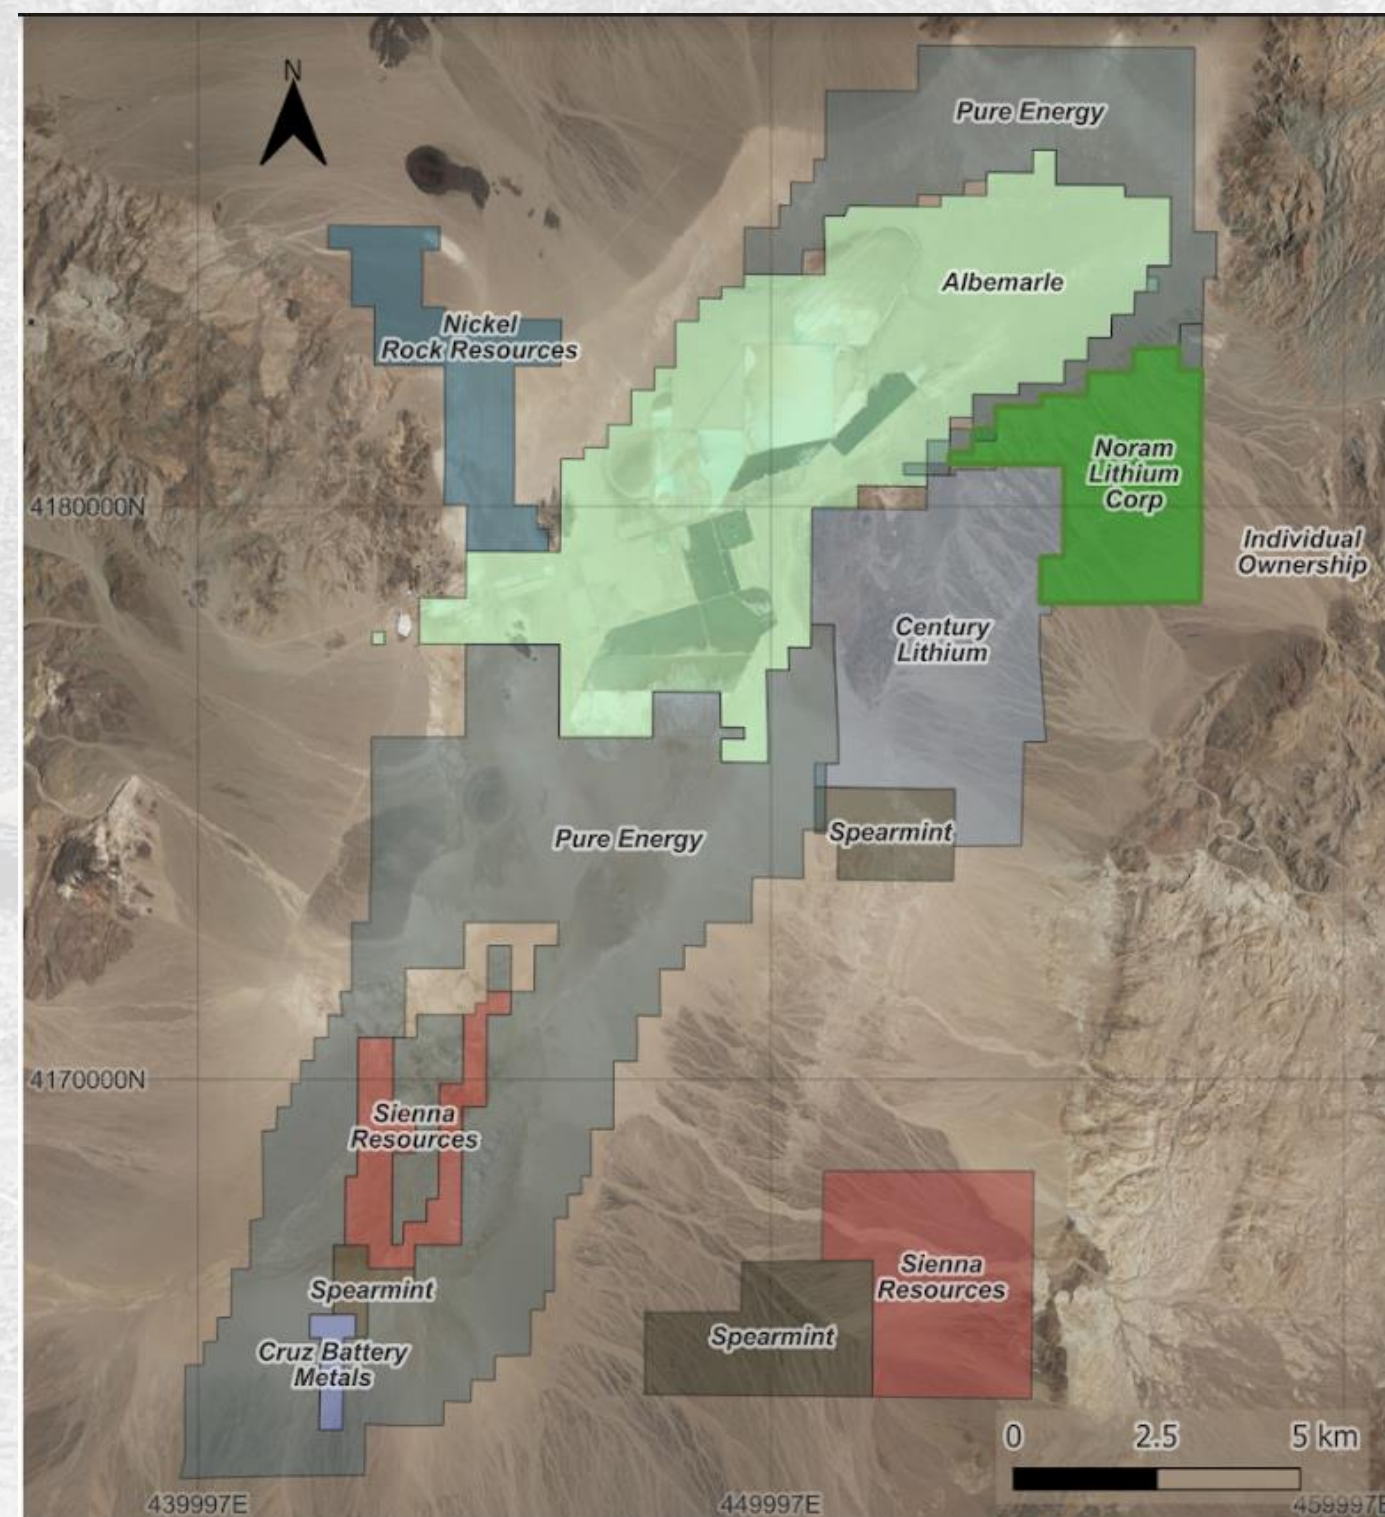 N
Pure Energy
Albemarle
Nickel
Rock Resources
Noram
Lithium
Corp
4180000N
Individual
Ownership
Century
Lithium
Spearmint
Pure Energy
4170000N
Sienna
Resources
Sienna
Resources
Spearmint
Spearmint
Cruz Battery
Metals
0 2.5 5 km
439997E 449997E 459997E